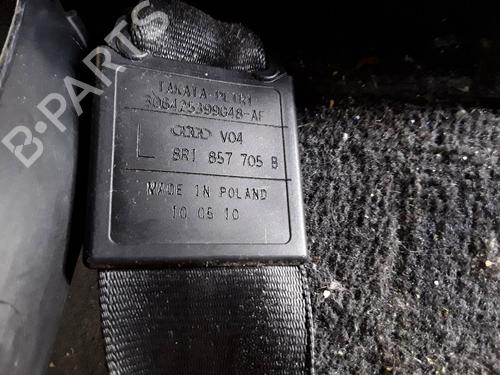 B-PARTS
TAKATA-PETRI
306425399G48-AF
V04
L 8R1 857 705 B
MADE IN POLAND
10 05 10